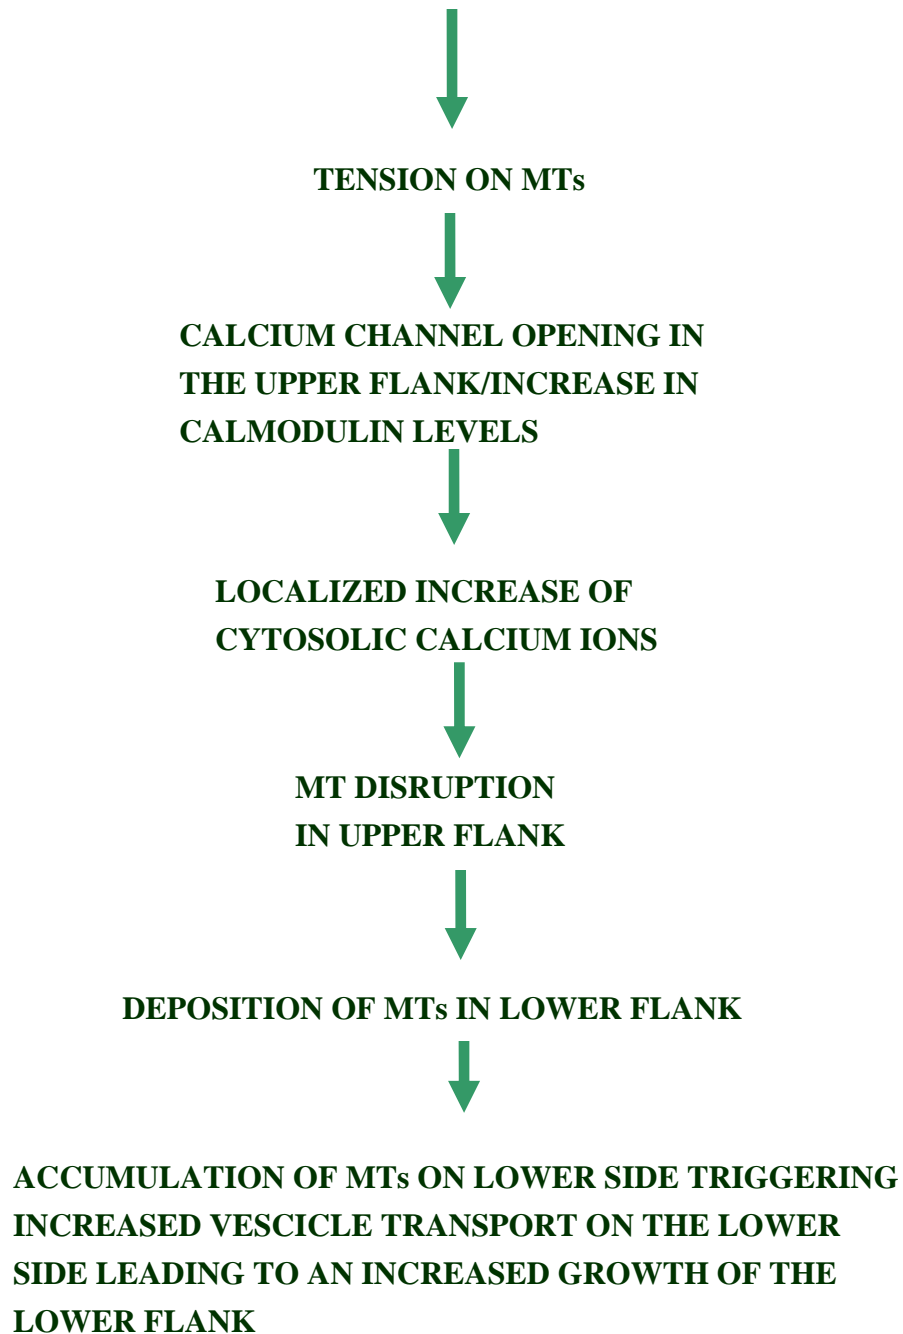 TENSION ON MTs
CALCIUM CHANNEL OPENING IN
THE UPPER FLANK/INCREASE IN
CALMODULIN LEVELS
LOCALIZED INCREASE OF
CYTOSOLIC CALCIUM IONS
MT DISRUPTION
IN UPPER FLANK
DEPOSITION OF MTs IN LOWER FLANK
ACCUMULATION OF MTs ON LOWER SIDE TRIGGERING
INCREASED VESCICLE TRANSPORT ON THE LOWER
SIDE LEADING TO AN INCREASED GROWTH OF THE
LOWER FLANK